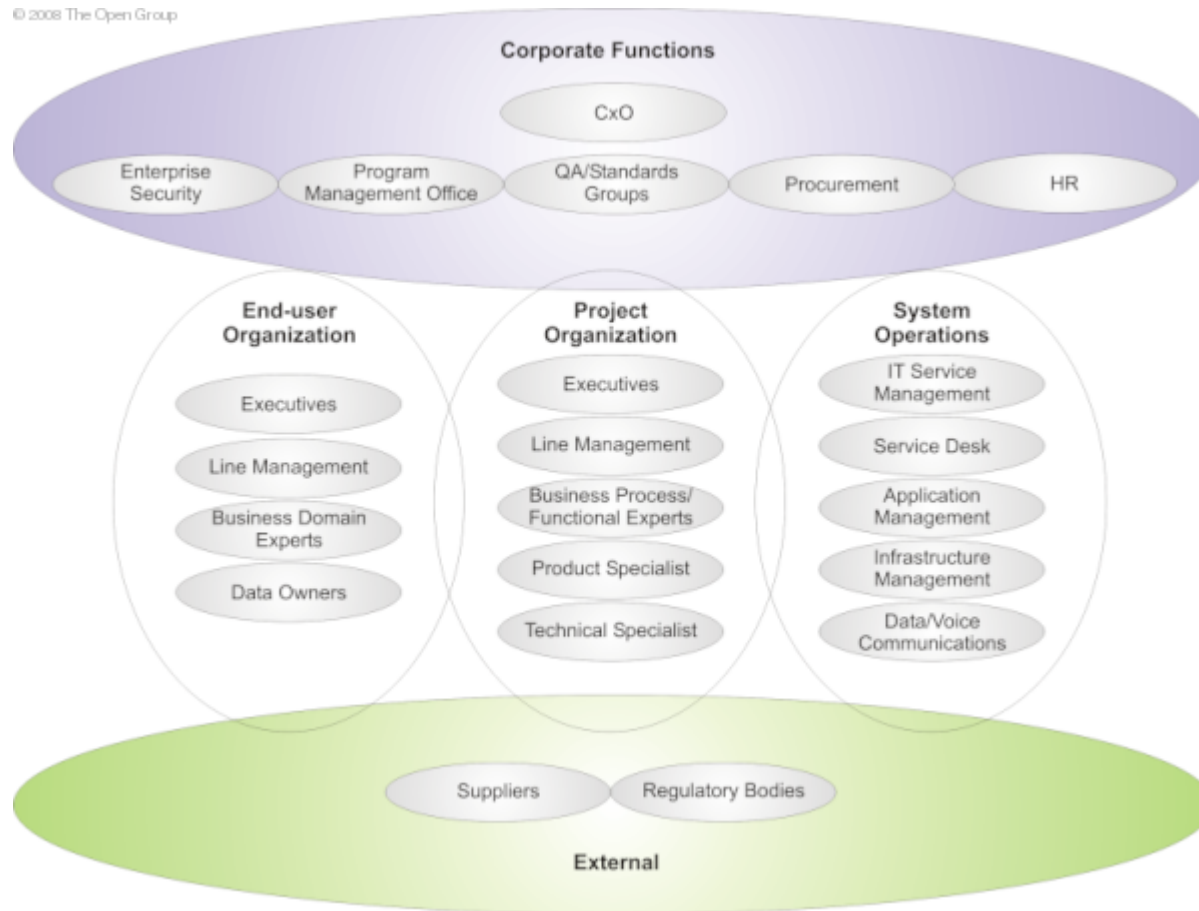 © 2008 The Open Group
Corporate Functions
CxO
Enterprise
Security
Program
Management Office
QA/Standards
Groups
Procurement
HR
End-user
Organization
Executives
Line Management
Business Domain
Experts
Data Owners
Project
Organization
Executives
Line Management
Business Process/
Functional Experts
Product Specialist
Technical Specialist
System
Operations
IT Service
Management
Service Desk
Application
Management
Infrastructure
Management
Data/Voice
Communications
Suppliers
Regulatory Bodies
External